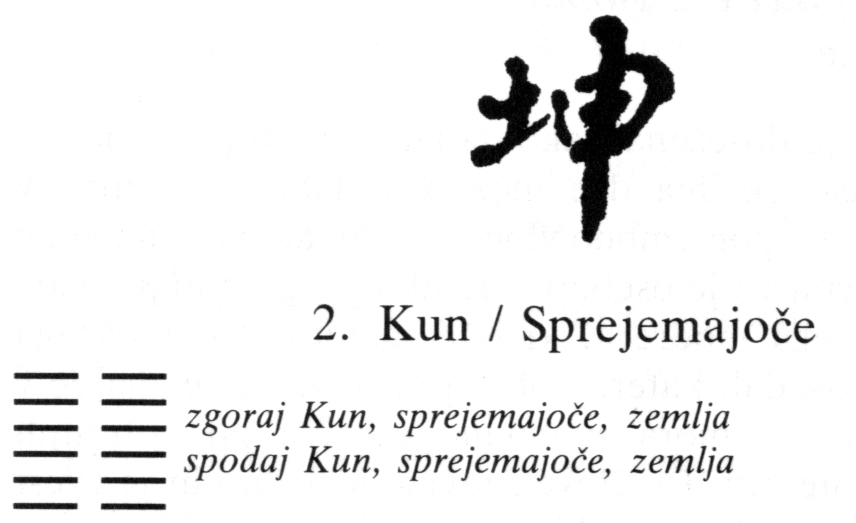 坤
2. Kun / Sprejemajoče
zgoraj Kun, sprejemajoče, zemlja
spodaj Kun, sprejemajoče, zemlja